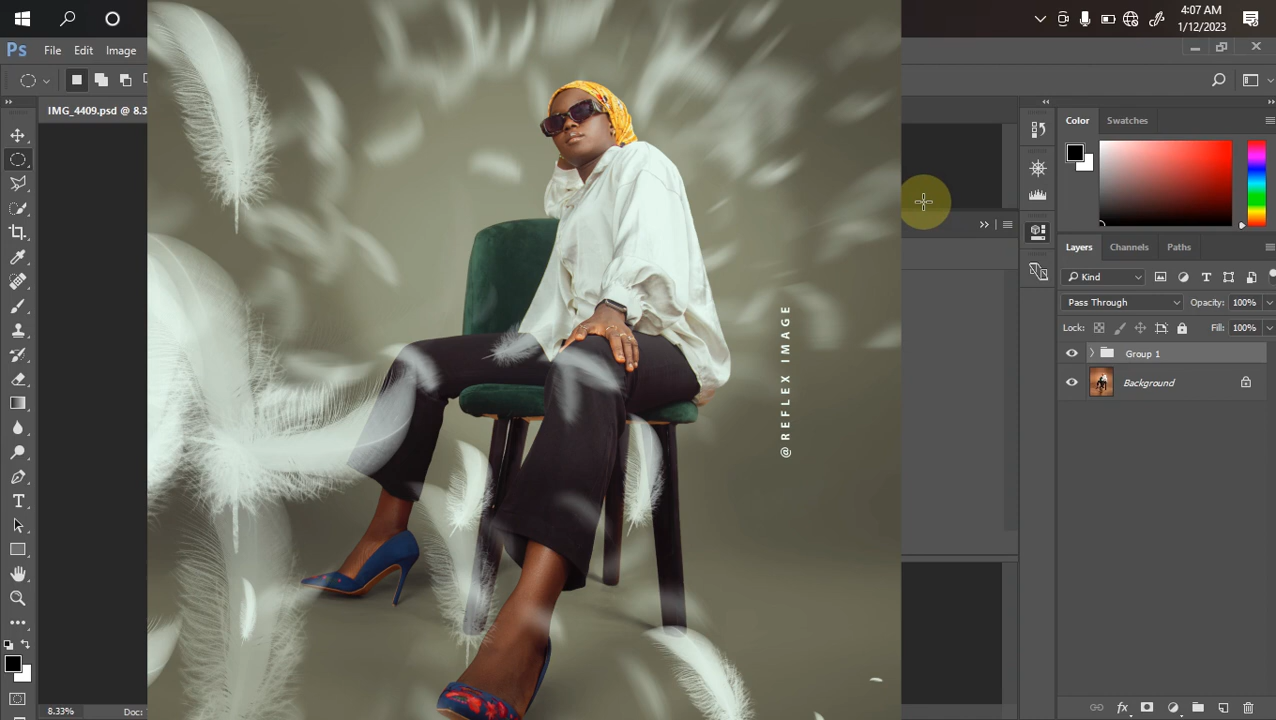 4:07 AM
1/12/2023
Ps
File
Edit
Image
IMG_4409.psd @ 8.3
Color
Swatches
Layers
Channels
Paths
Kind
Pass Through
Opacity: 100%
Lock:
Fill: 100%
Group 1
Background
@REFLEX IMAGE
T
fx
8.33%
Doc: